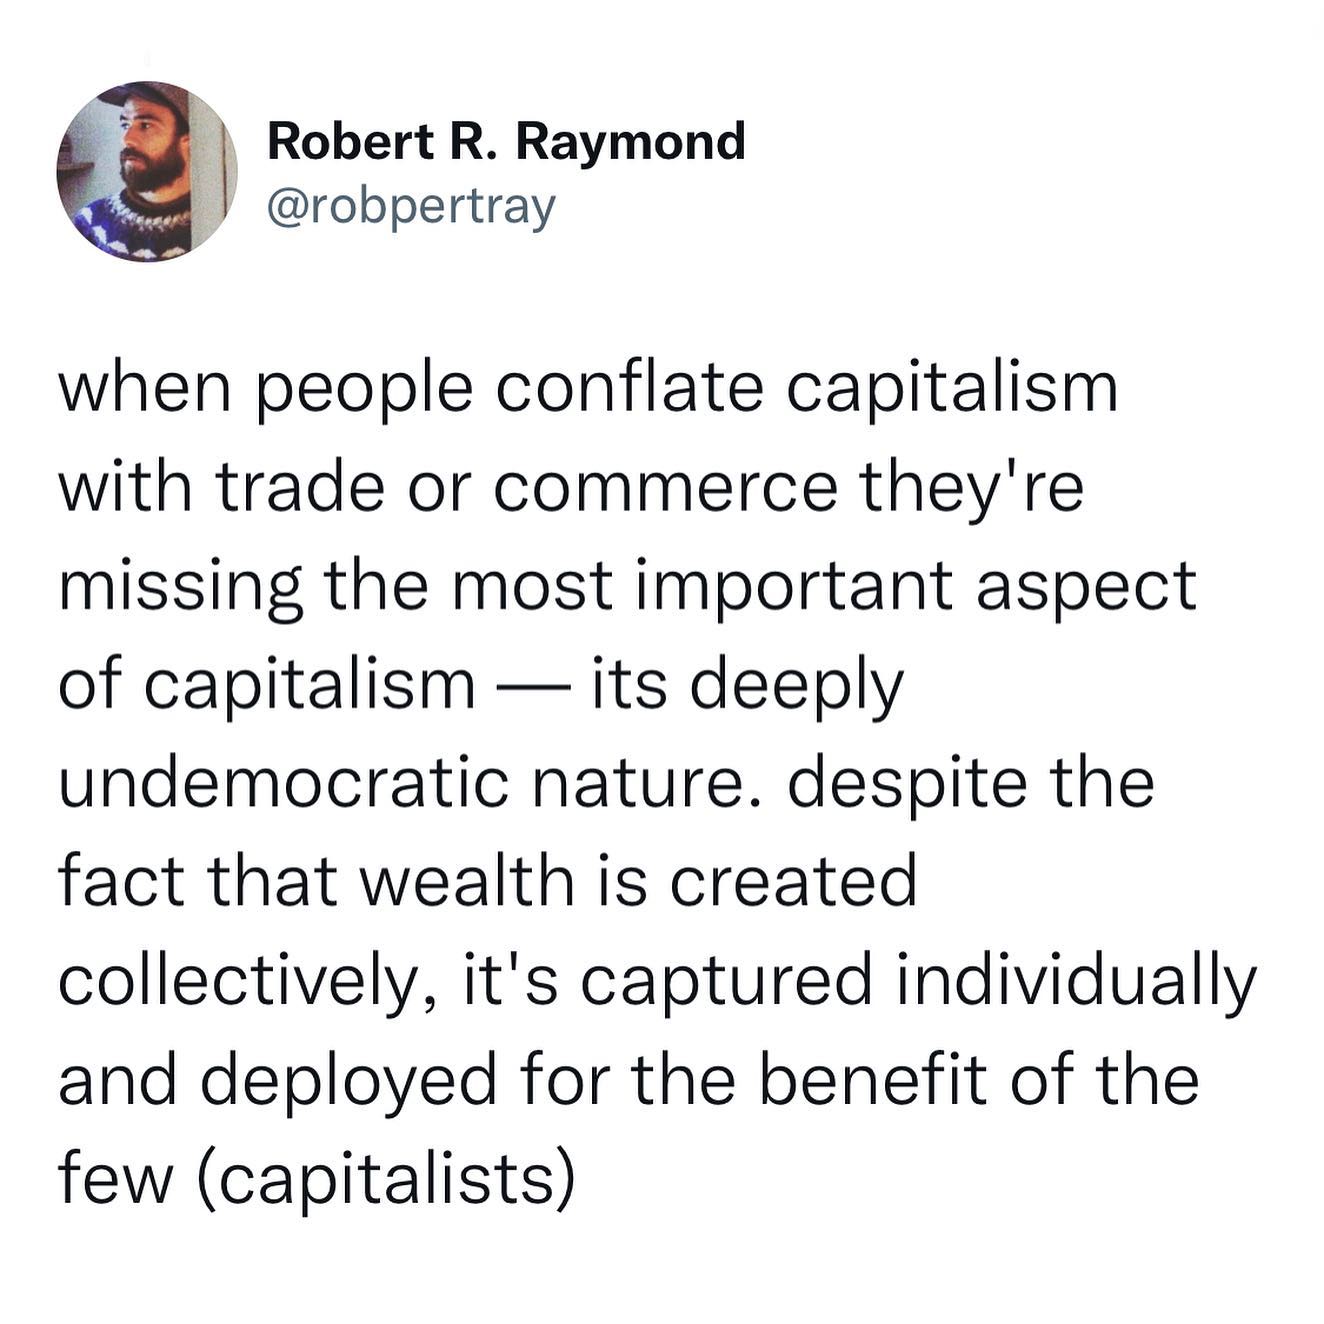 Robert R. Raymond
@robpertray
when people conflate capitalism
with trade or commerce they're
missing the most important aspect
of capitalism — its deeply
undemocratic nature. despite the
fact that wealth is created
collectively, it's captured individually
and deployed for the benefit of the
few (capitalists)